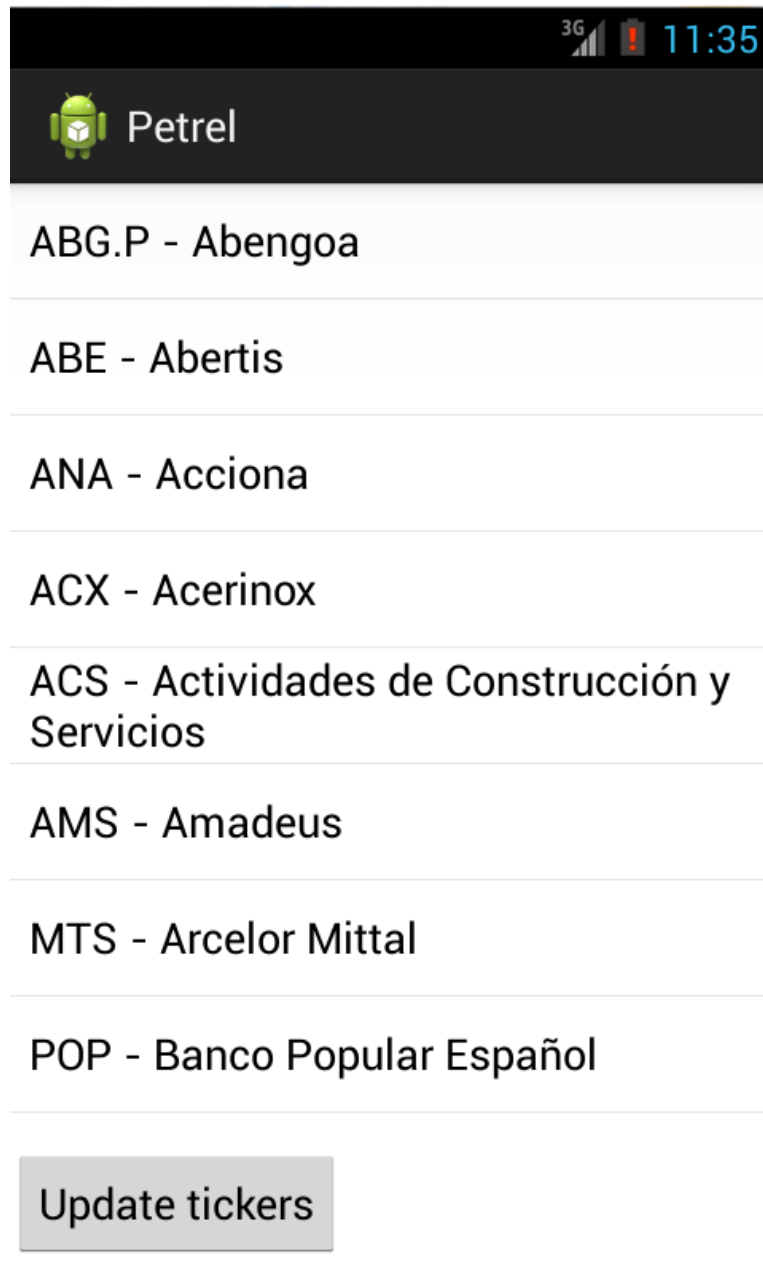 3G 11:35
Petrel
ABG.P - Abengoa
ABE - Abertis
ANA - Acciona
ACX - Acerinox
ACS - Actividades de Construcción y
Servicios
AMS - Amadeus
MTS - Arcelor Mittal
POP - Banco Popular Español
Update tickers